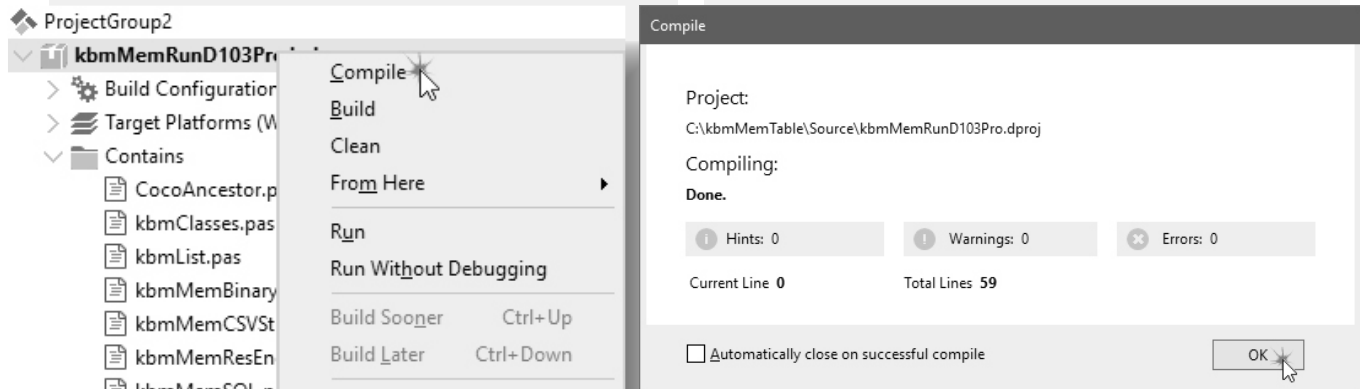 ProjectGroup2
kbmMemRunD103Pro
Build Configuration
Target Platforms (W
Contains
CocoAncestor.p
kbmClasses.pas
kbmList.pas
kbmMemBinary
kbmMemCSVSt
kbmMemResEn
kbmMemSQL.p
Compile
Build
Clean
From Here
Run
Run Without Debugging
Build Sooner Ctrl+Up
Build Later Ctrl+Down
Compile
Project:
C:\kbmMemTable\Source\kbmMemRunD103Pro.dproj
Compiling:
Done.
Hints: 0 Warnings: 0 Errors: 0
Current Line 0 Total Lines 59
Automatically close on successful compile
OK